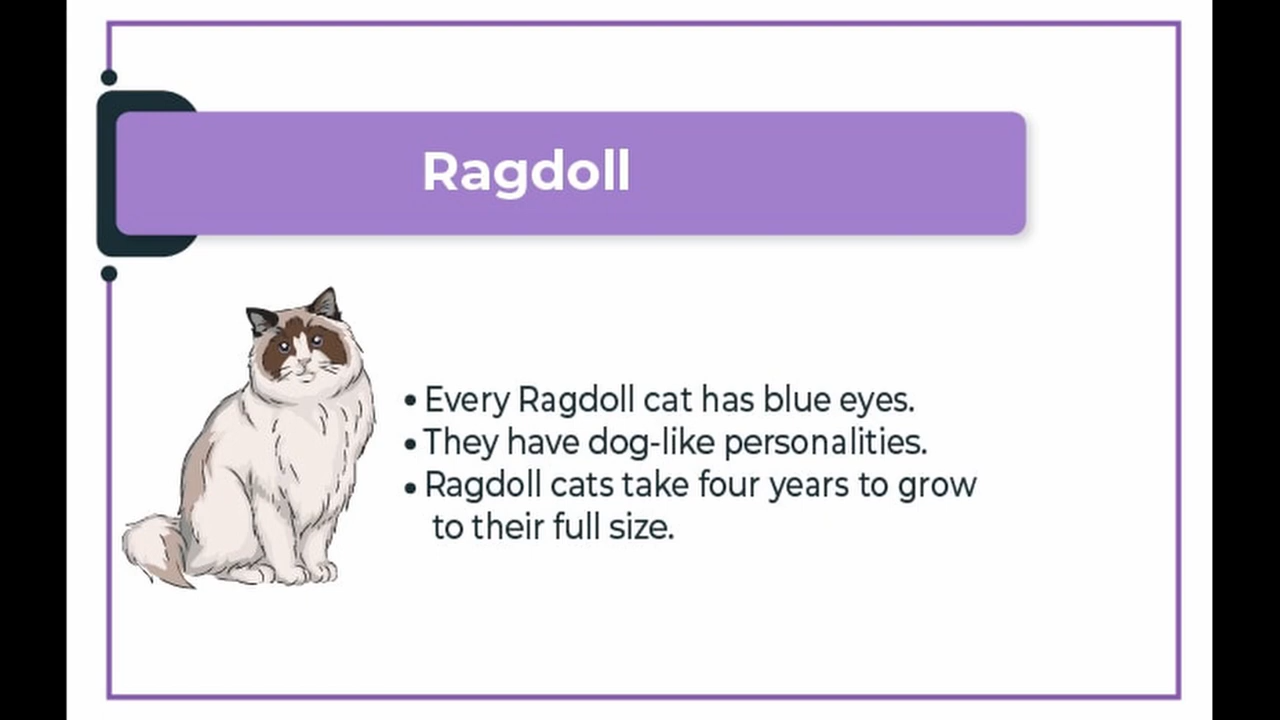 Ragdoll
• Every Ragdoll cat has blue eyes.
• They have dog-like personalities.
• Ragdoll cats take four years to grow
to their full size.